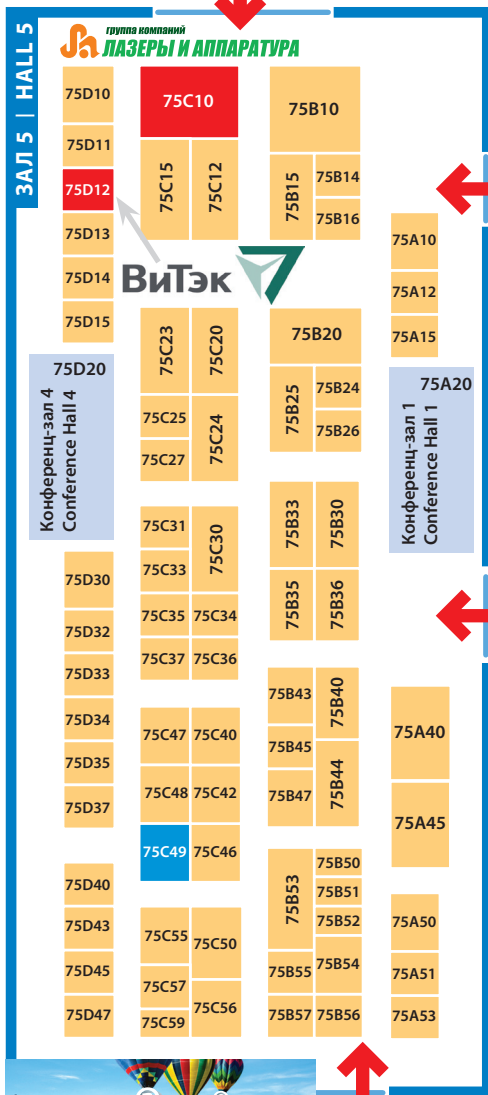 ЗАЛ 5 | HALL 5
группа компаний
ЛАЗЕРЫ И АППАРАТУРА
75D10
75D11
75D12
75D13
75D14
75D15
75C10
75C15
75C12
75B10
75B15
75B14
75B16
75A10
75A12
75A15
ВиТэк
75C23
75C20
75C25
75C27
75C24
75B20
75B25
75B24
75B26
75D20
Конференц-зал 4
Conference Hall 4
75A20
Конференц-зал 1
Conference Hall 1
75C31
75C30
75C33
75C35
75C34
75C37
75C36
75B33
75B30
75B35
75B36
75D30
75D32
75D33
75D34
75D35
75D37
75C47
75C40
75C48
75C42
75C49
75C46
75B43
75B40
75B45
75B47
75B44
75A40
75A45
75D40
75D43
75D45
75D47
75C55
75C50
75C57
75C59
75C56
75B53
75B50
75B51
75B52
75B55
75B54
75B57
75B56
75A50
75A51
75A53